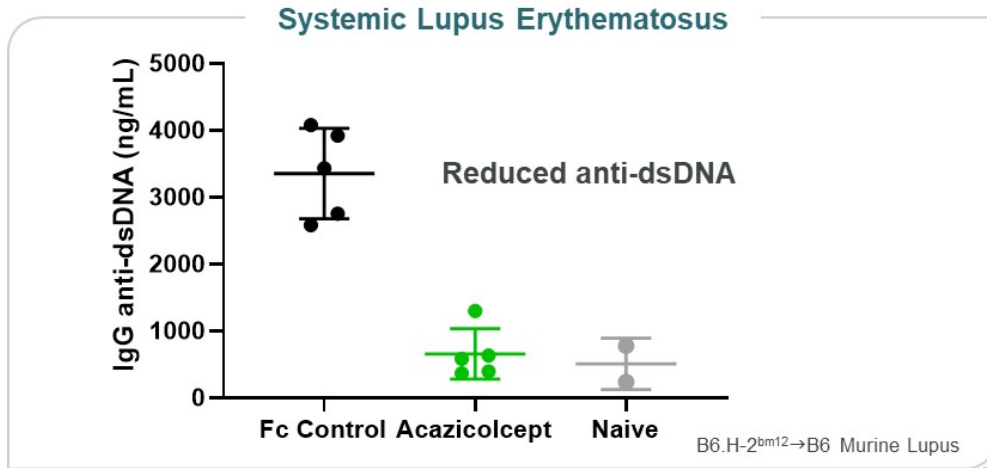 Systemic Lupus Erythematosus
IgG anti-dsDNA (ng/mL)
5000
4000
3000
2000
1000
0
Reduced anti-dsDNA
Fc Control Acazicolcept Naive
B6.H-2bm12→B6 Murine Lupus